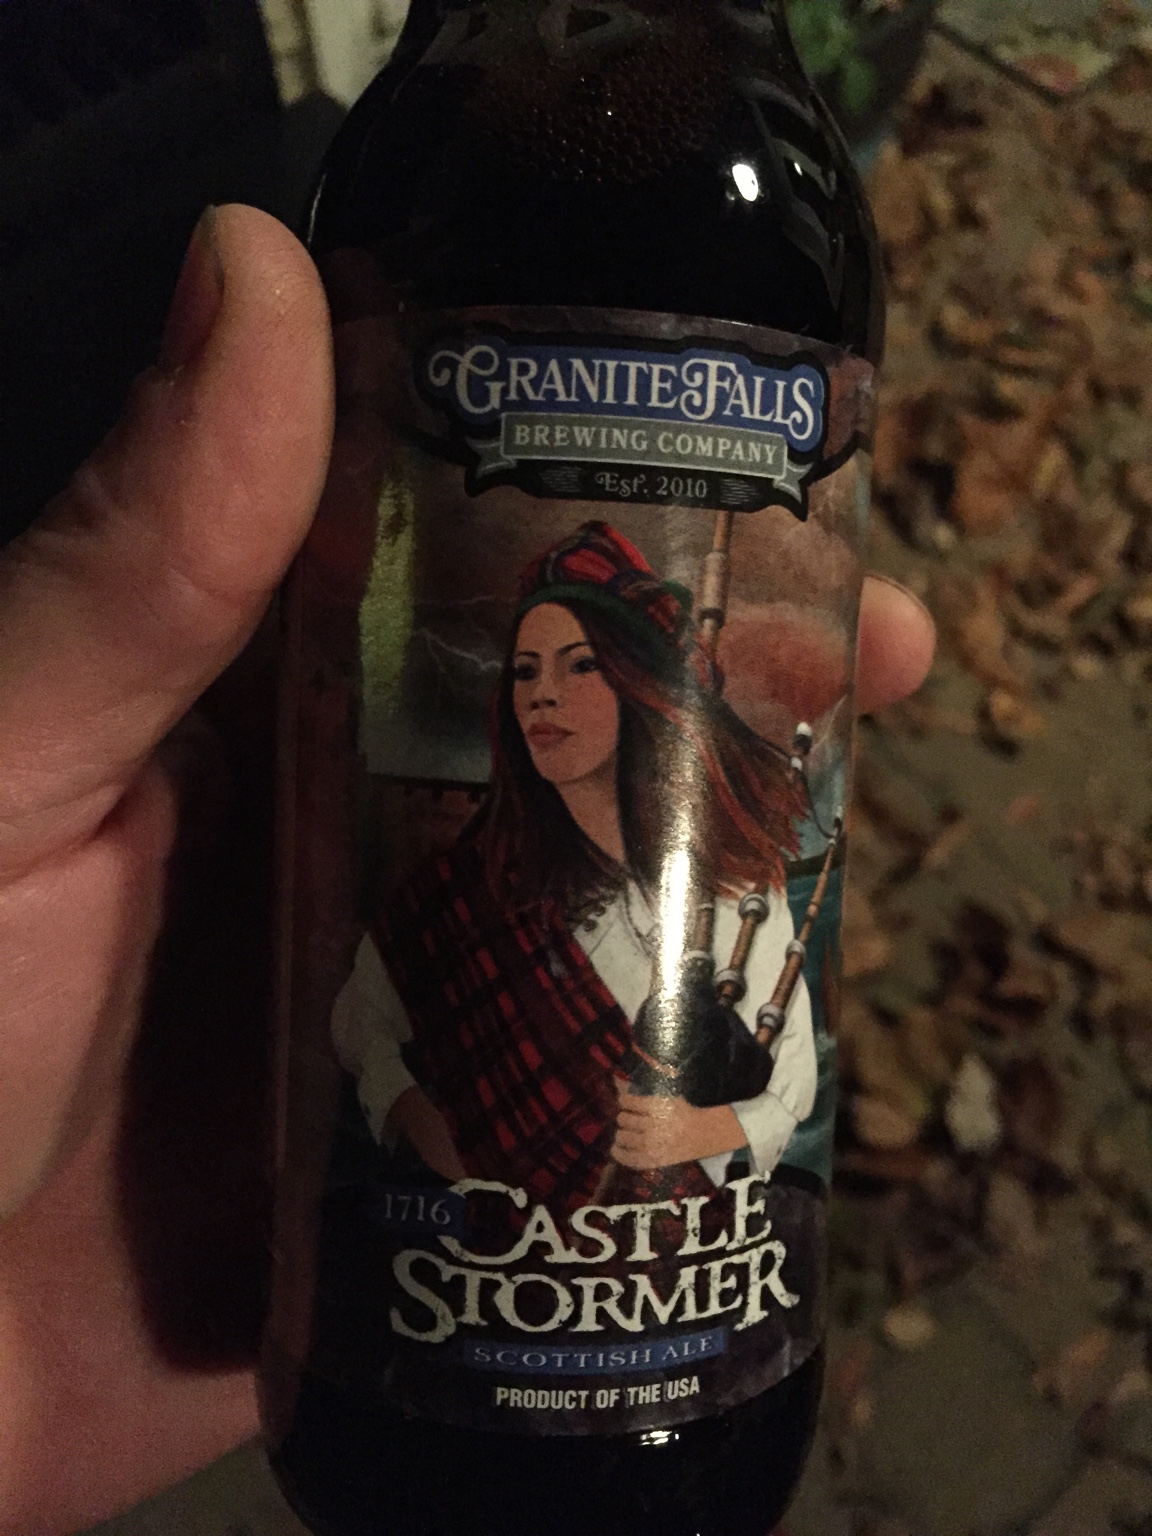 GRANITE FALLS
BREWING COMPANY
Est. 2010
1716 CASTLE
STORMER
SCOTTISH ALE
PRODUCT OF THE USA